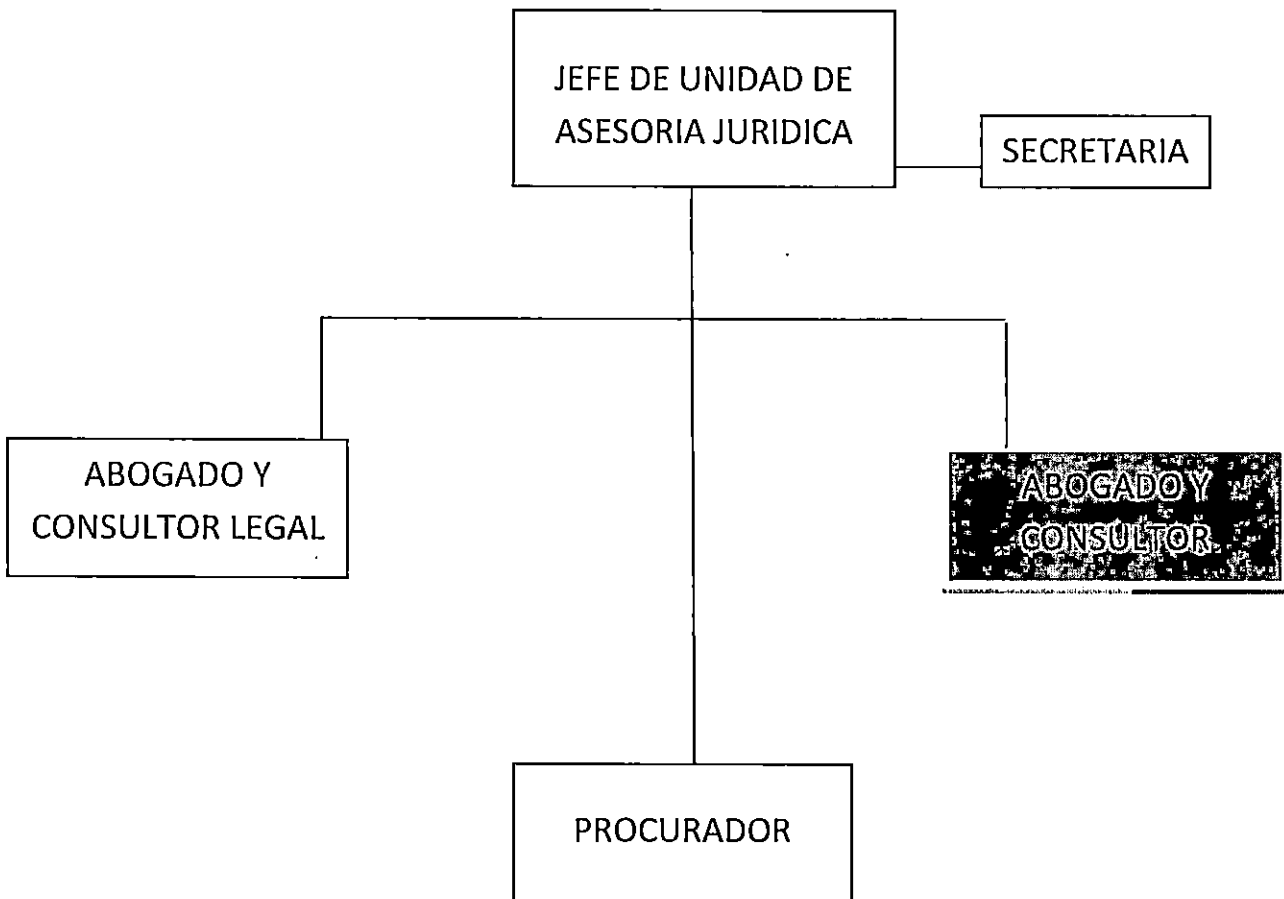 JEFE DE UNIDAD DE
ASESORIA JURIDICA
SECRETARIA
ABOGADO Y
CONSULTOR LEGAL
ABOGADO Y
CONSULTOR
PROCURADOR